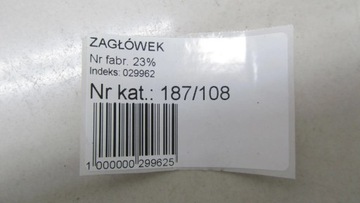 ZAGŁÓWEK
Nr fabr. 23%
Indeks: 029962
Nr kat.: 187/108
1 000000 299625